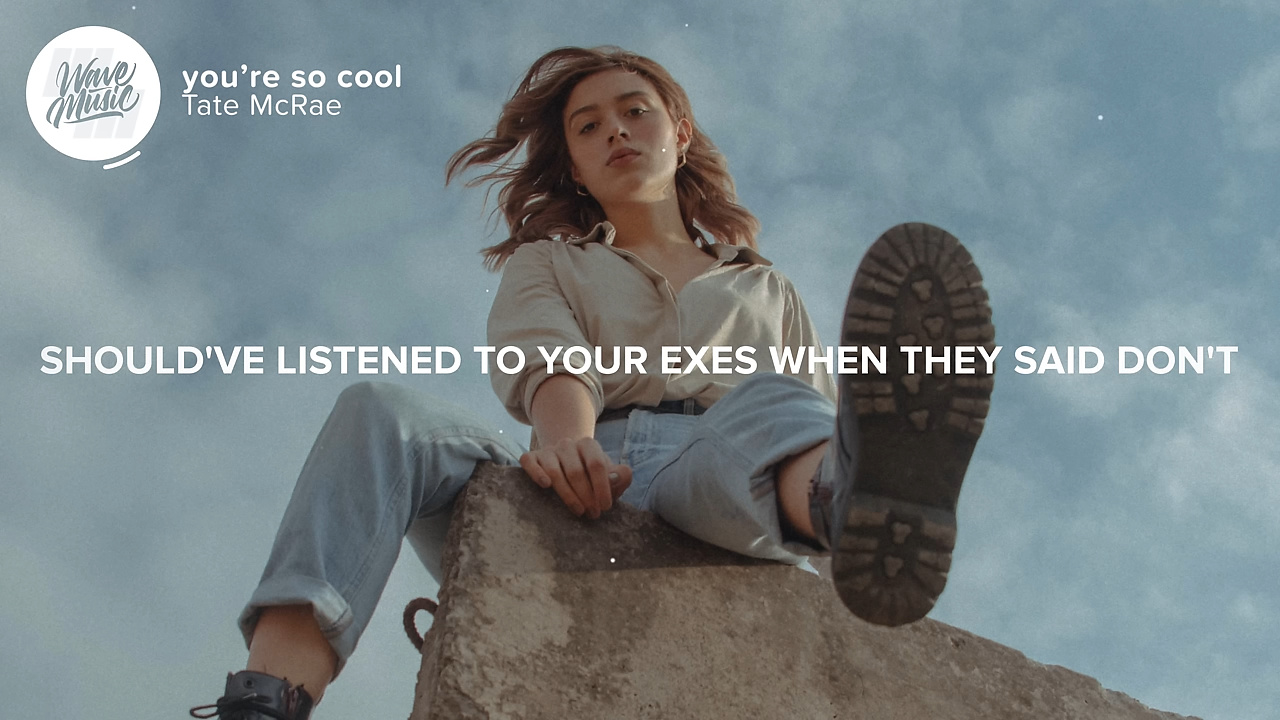 Wave
Music
you’re so cool
Tate McRae
SHOULD'VE LISTENED TO YOUR EXES WHEN THEY SAID DON'T